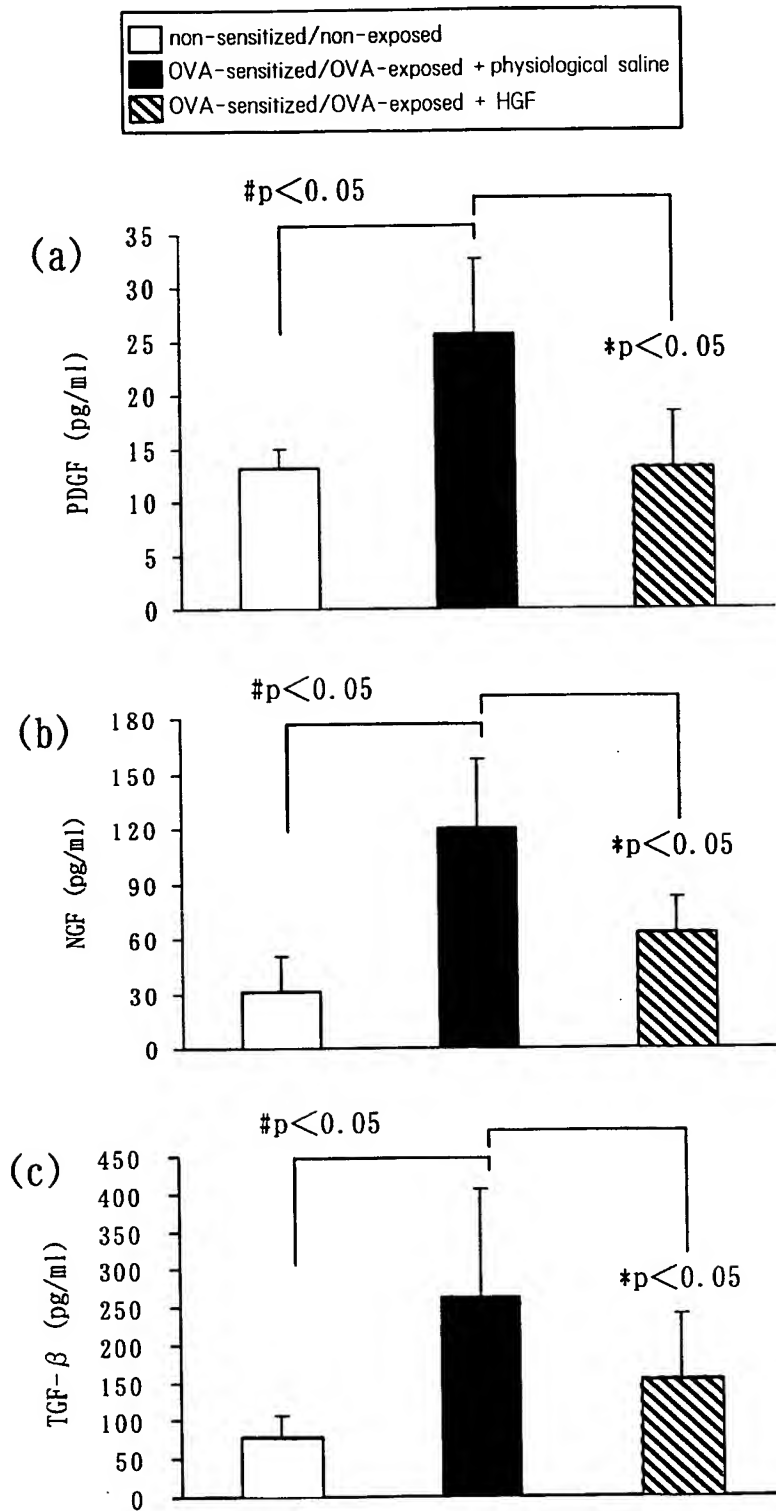 non-sensitized/non-exposed
OVA-sensitized/OVA-exposed + physiological saline
OVA-sensitized/OVA-exposed + HGF
(a)
#p<0.05
*p<0.05
PDGF (pg/ml)
35
30
25
20
15
10
5
0
(b)
#p<0.05
*p<0.05
NGF (pg/ml)
180
150
120
90
60
30
0
(c)
#p<0.05
*p<0.05
TGF-β (pg/ml)
450
400
350
300
250
200
150
100
50
0